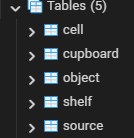 Tables (5)
cell
cupboard
object
shelf
source